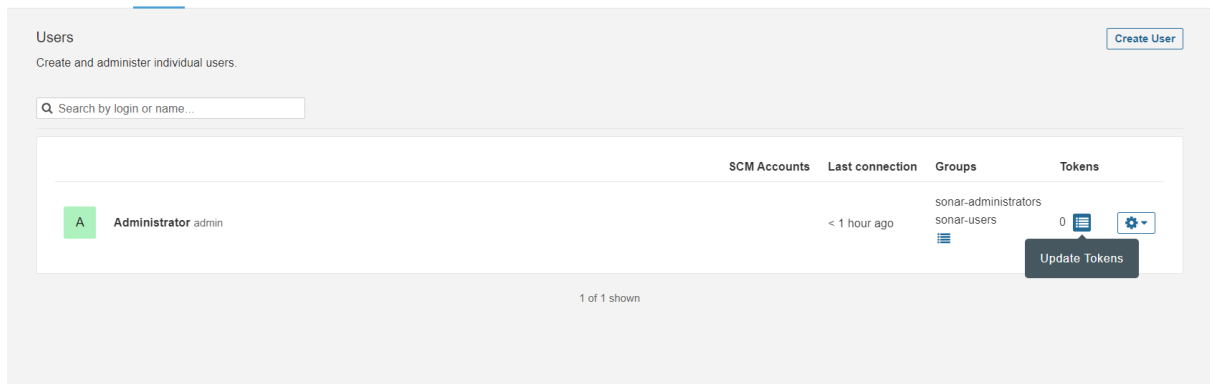 Users
Create User
Create and administer individual users.
Search by login or name...
SCM Accounts Last connection Groups Tokens
A Administrator admin < 1 hour ago sonar-administrators
sonar-users 0
Update Tokens
1 of 1 shown